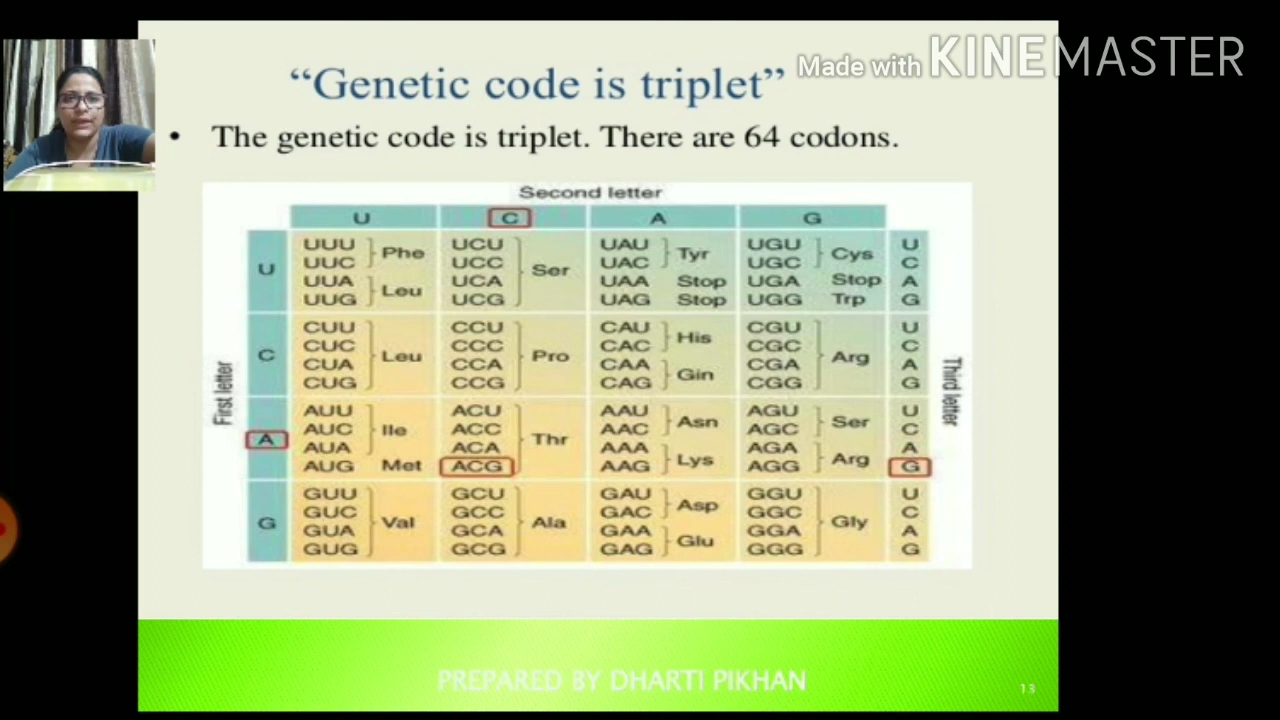 Made with KINEMASTER
“Genetic code is triplet”
• The genetic code is triplet. There are 64 codons.
Second letter
U C A G
First letter
Third letter
U
UUU UUC } Phe
UUA UUG } Leu
UCU UCC UCA UCG } Ser
UAU UAC } Tyr
UAA Stop
UAG Stop
UGU UGC } Cys
UGA Stop
UGG Trp
U C A G
C
CUU CUC CUA CUG } Leu
CCU CCC CCA CCG } Pro
CAU CAC } His
CAA CAG } Gin
CGU CGC CGA CGG } Arg
U C A G
A
AUU AUC AUA } Ile
AUG Met
ACU ACC ACA ACG } Thr
AAU AAC } Asn
AAA AAG } Lys
AGU AGC } Ser
AGA AGG } Arg
U C A G
G
GUU GUC GUA GUG } Val
GCU GCC GCA GCG } Ala
GAU GAC } Asp
GAA GAG } Glu
GGU GGC GGA GGG } Gly
U C A G
PREPARED BY DHARTI PIKHAN
13